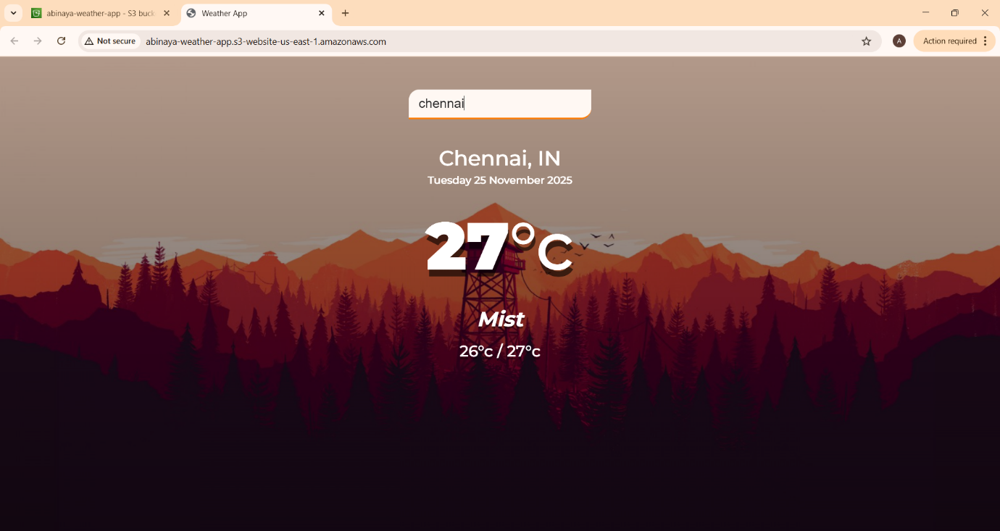 abinaya-weather-app - S3 buck
Weather App
Not secure
abinaya-weather-app.s3-website-us-east-1.amazonaws.com
A
Action required
chennai
Chennai, IN
Tuesday 25 November 2025
27°c
Mist
26°c / 27°c